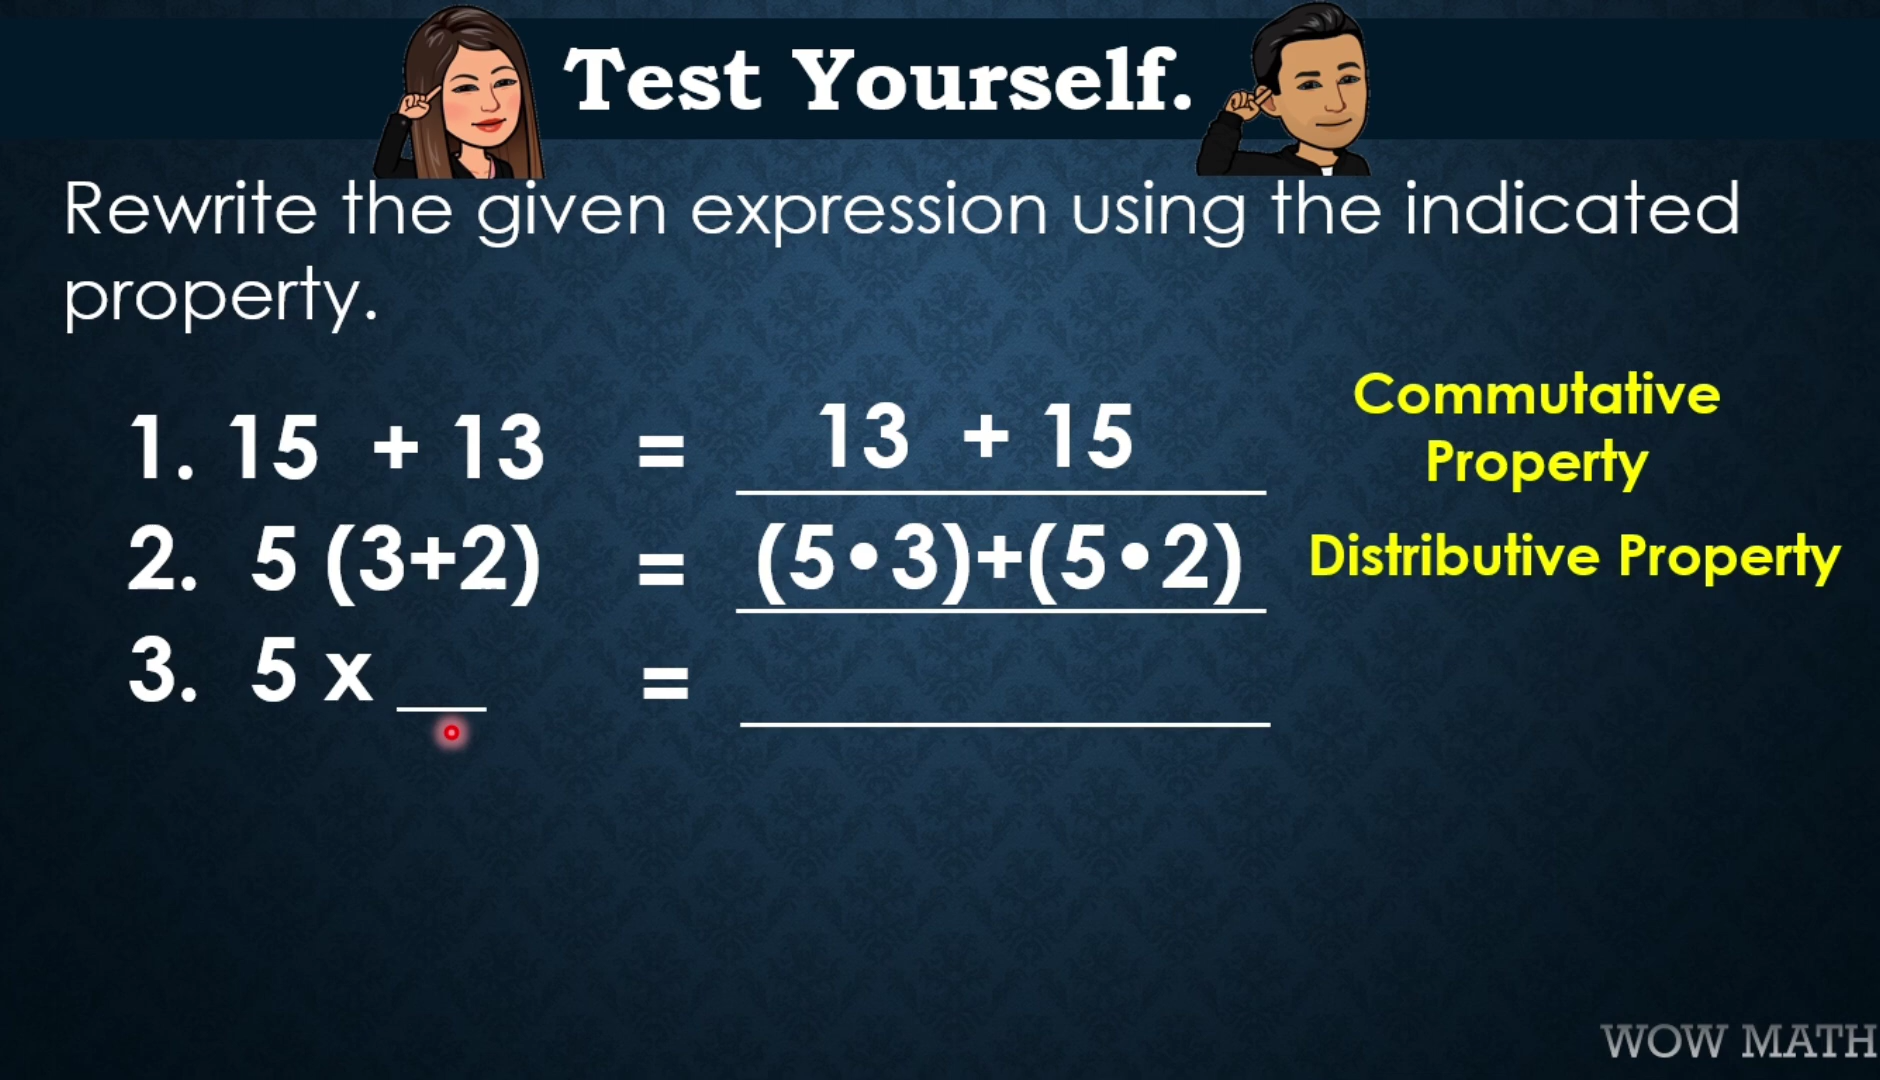 Test Yourself.
Rewrite the given expression using the indicated
property.
1. 15 + 13 = 13 + 15 Commutative
Property
2. 5 (3+2) = (5•3)+(5•2) Distributive Property
3. 5 x __ = ________
WOW MATH